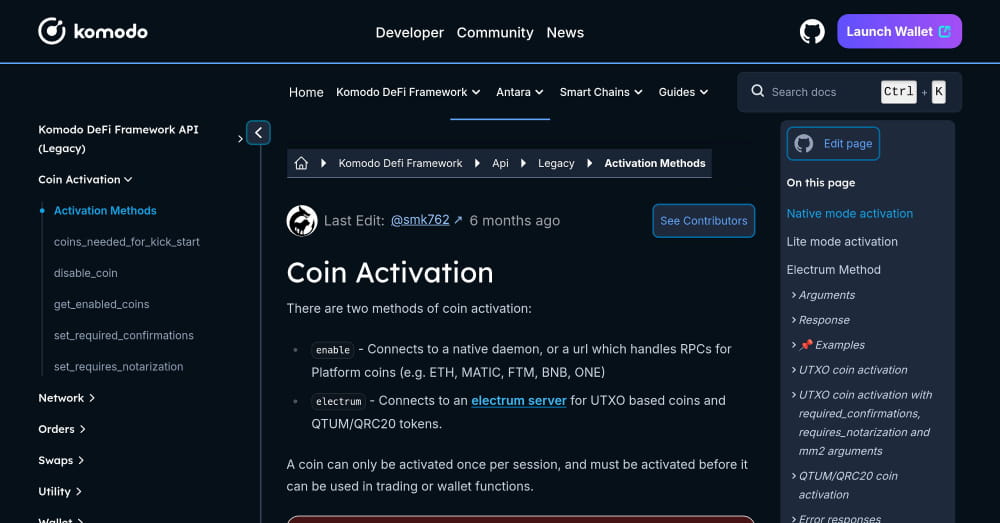 komodo
Developer Community News
Launch Wallet
Home Komodo DeFi Framework Antara Smart Chains Guides
Search docs Ctrl + K
Komodo DeFi Framework API
(Legacy)
Coin Activation
Activation Methods
coins_needed_for_kick_start
disable_coin
get_enabled_coins
set_required_confirmations
set_requires_notarization
Network
Orders
Swaps
Utility
Wallet
Komodo Defi Framework Api Legacy Activation Methods
Last Edit: @smk762 ↗ 6 months ago
See Contributors
Coin Activation
There are two methods of coin activation:
enable - Connects to a native daemon, or a url which handles RPCs for
Platform coins (e.g. ETH, MATIC, FTM, BNB, ONE)
electrum - Connects to an electrum server for UTXO based coins and
QTUM/QRC20 tokens.
A coin can only be activated once per session, and must be activated before it
can be used in trading or wallet functions.
Edit page
On this page
Native mode activation
Lite mode activation
Electrum Method
Arguments
Response
📌 Examples
UTXO coin activation
UTXO coin activation with
required_confirmations,
requires_notarization and
mm2 arguments
QTUM/QRC20 coin
activation
Error responses